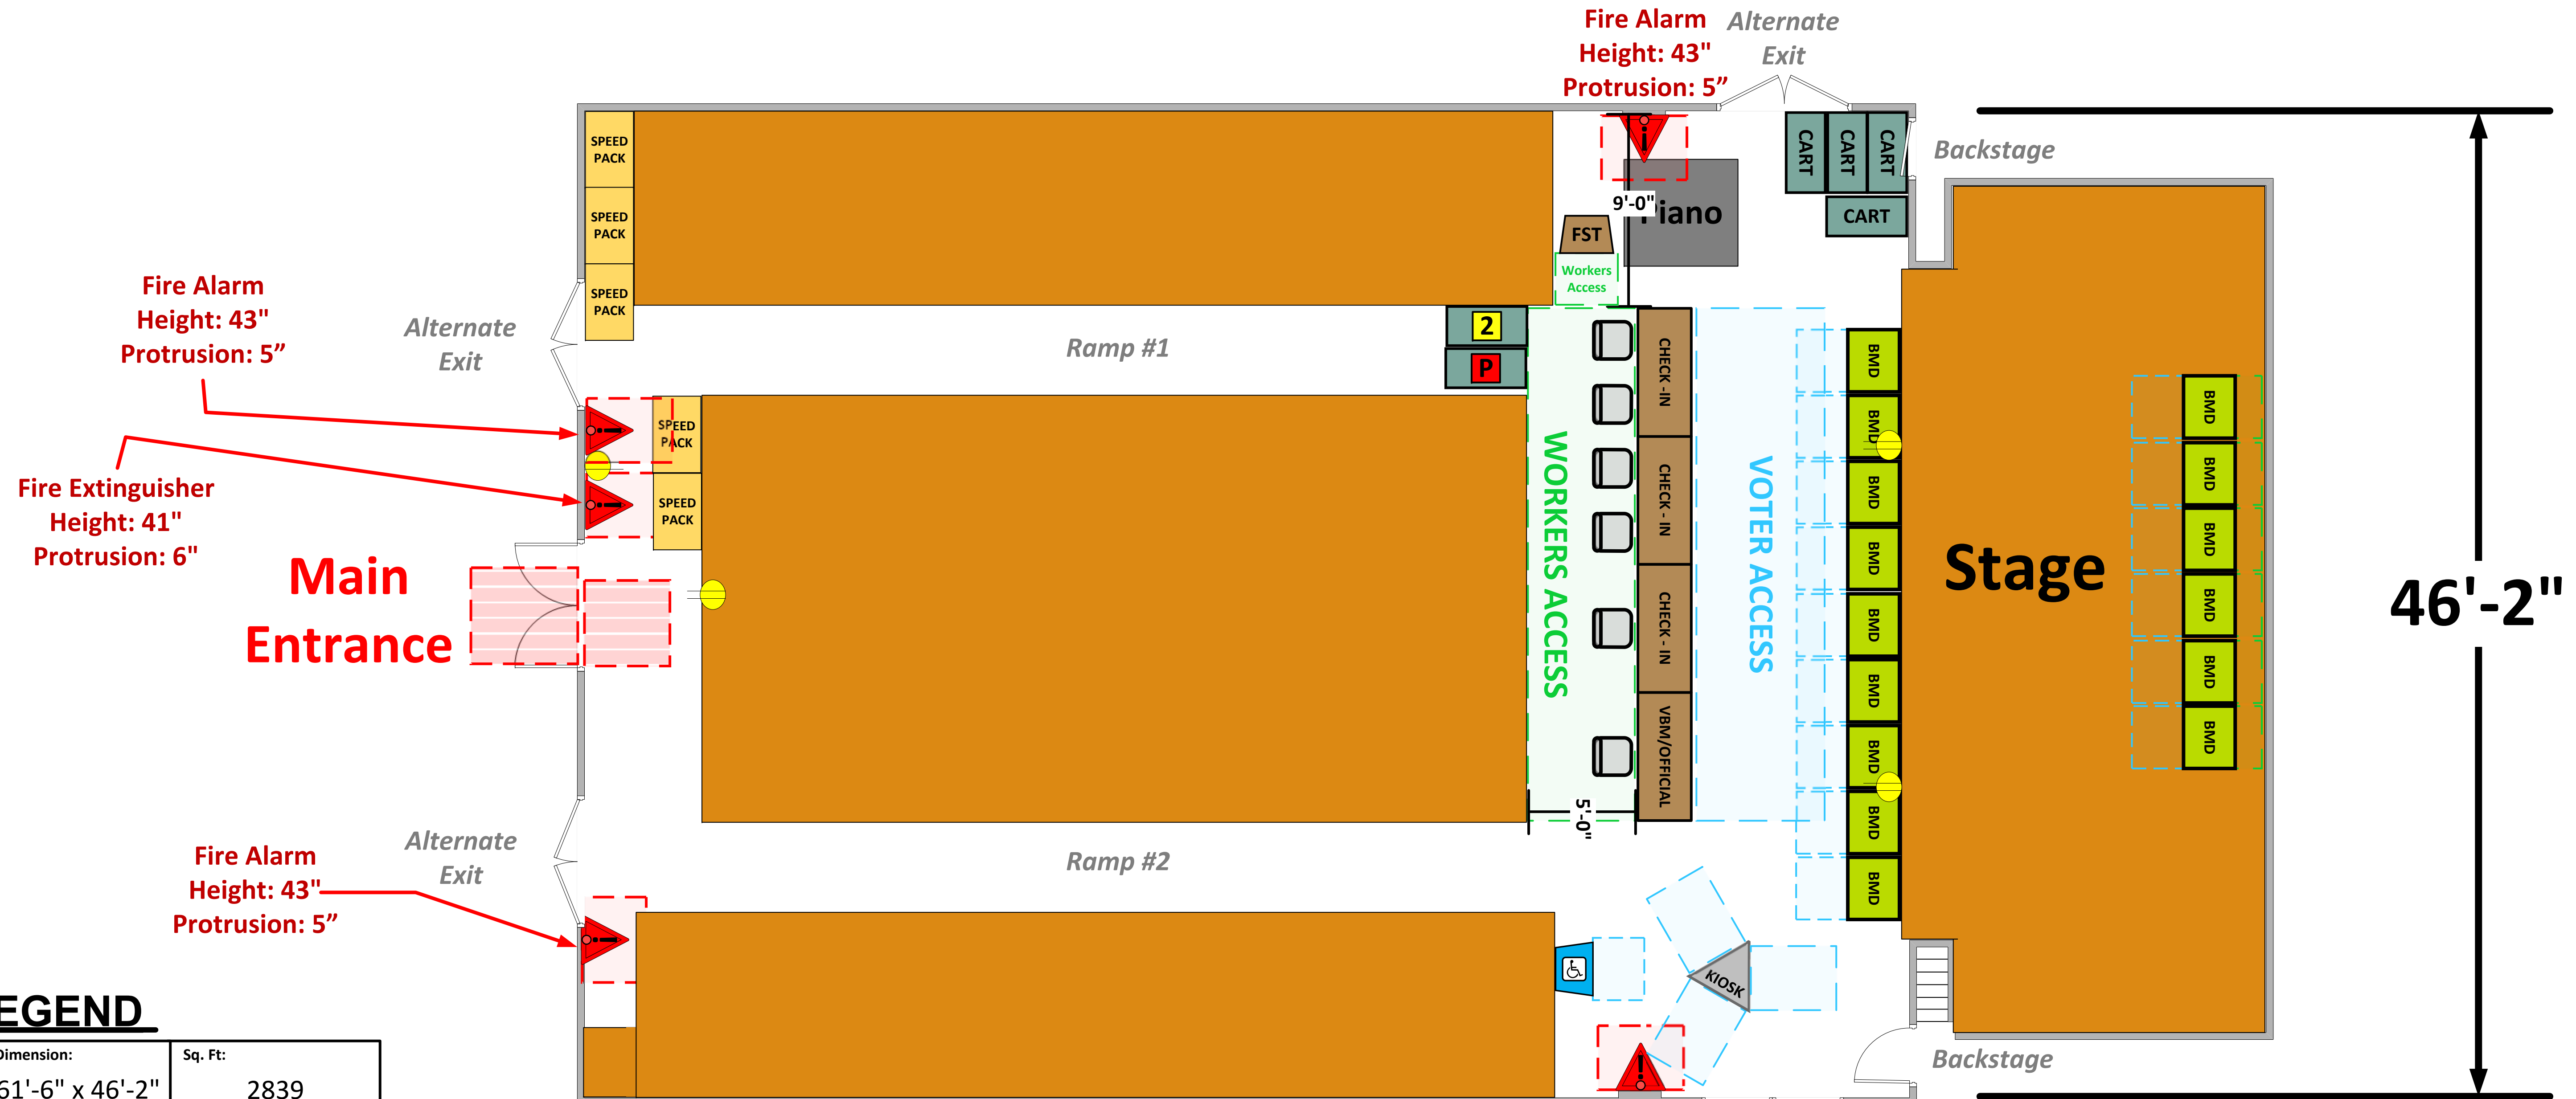 Fire Alarm
Height: 43"
Protrusion: 5”
Alternate
Exit
SPEED
PACK
SPEED
PACK
SPEED
PACK
CART
CART
CART
CART
Backstage
9'-0"
Piano
FST
Workers
Access
Fire Alarm
Height: 43"
Protrusion: 5”
Alternate
Exit
Ramp #1
2
P
SPEED
PACK
SPEED
PACK
Fire Extinguisher
Height: 41"
Protrusion: 6"
Main
Entrance
WORKERS ACCESS
CHECK -IN
CHECK - IN
CHECK - IN
VBM/OFFICIAL
VOTER ACCESS
BMD
BMD
BMD
BMD
BMD
BMD
BMD
BMD
BMD
Stage
BMD
BMD
BMD
BMD
BMD
BMD
46'-2"
5'-0"
Alternate
Exit
Ramp #2
Fire Alarm
Height: 43"
Protrusion: 5”
KIOSK
Backstage
EGEND
Dimension:
61'-6" x 46'-2"
Sq. Ft:
2839